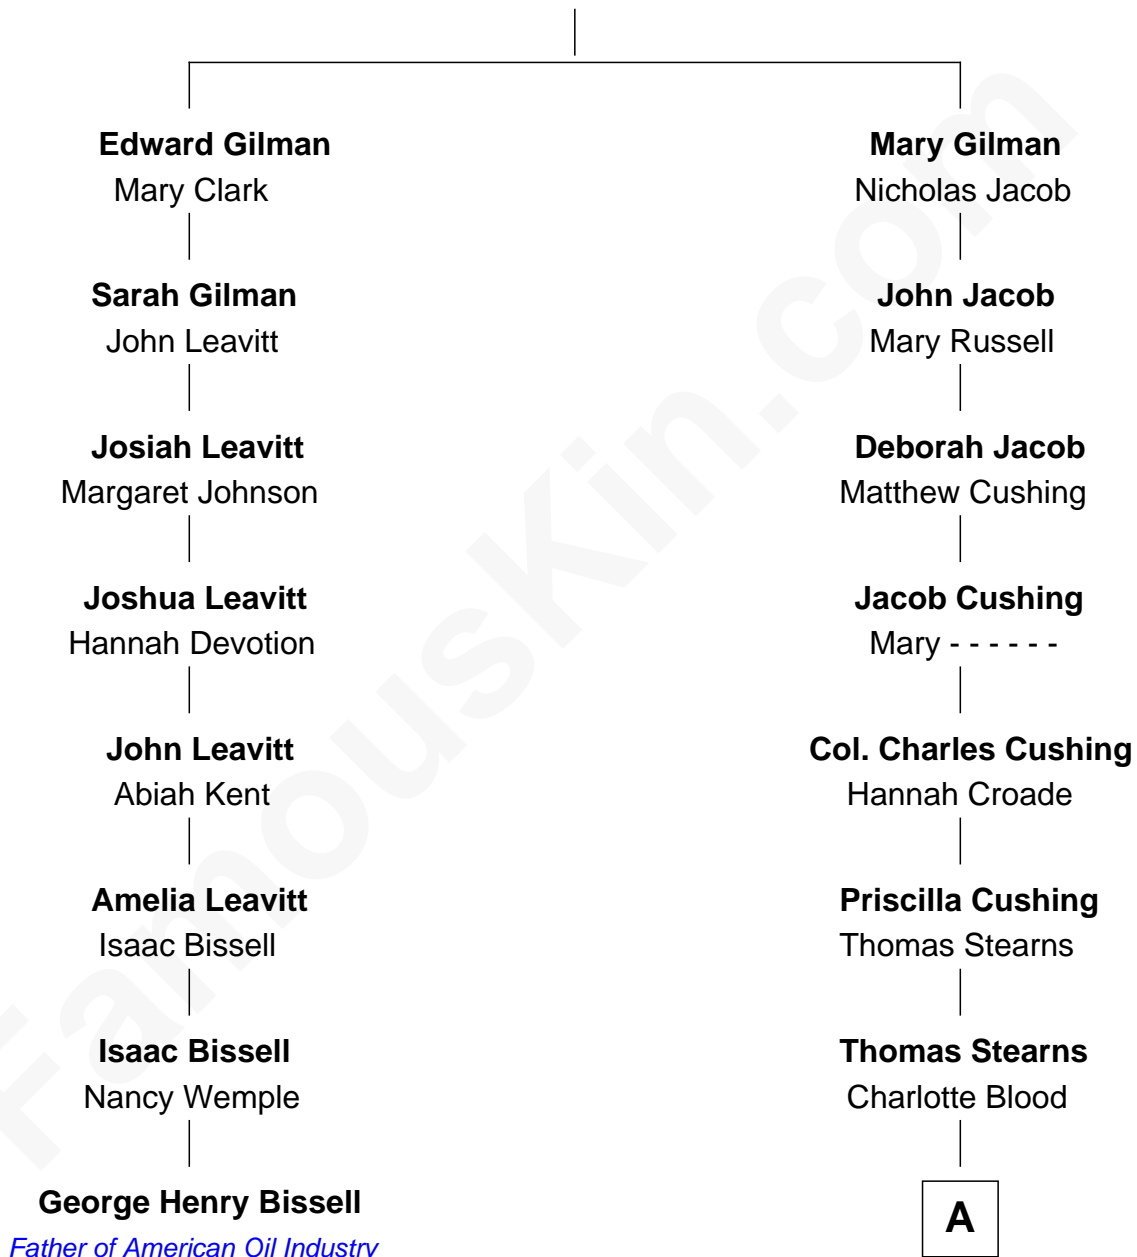 Edward Gilman
Mary Clark
Sarah Gilman
John Leavitt
Josiah Leavitt
Margaret Johnson
Joshua Leavitt
Hannah Devotion
John Leavitt
Abiah Kent
Amelia Leavitt
Isaac Bissell
Isaac Bissell
Nancy Wemple
George Henry Bissell
Father of American Oil Industry
Mary Gilman
Nicholas Jacob
John Jacob
Mary Russell
Deborah Jacob
Matthew Cushing
Jacob Cushing
Mary - - - - - -
Col. Charles Cushing
Hannah Croade
Priscilla Cushing
Thomas Stearns
Thomas Stearns
Charlotte Blood
A
FamousKin.com